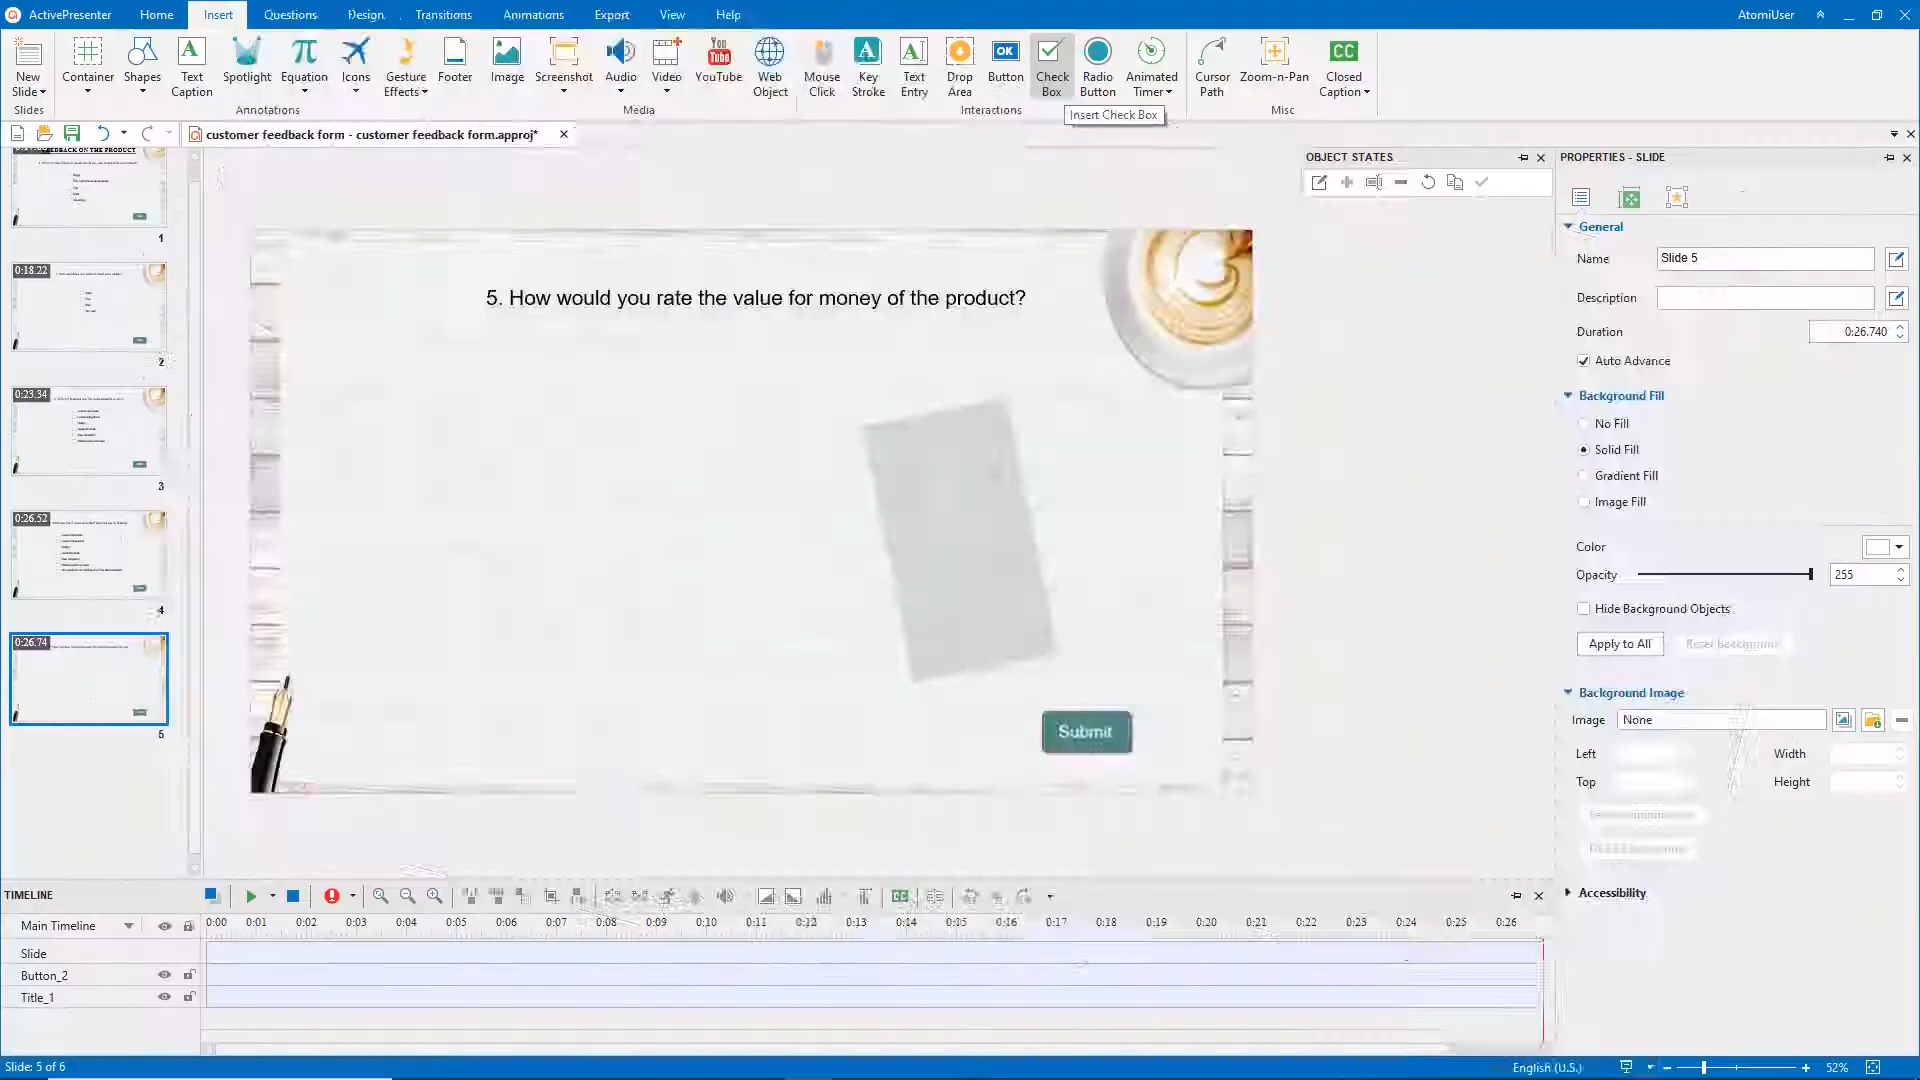 ActivePresenter
Home
Insert
Questions
Design
Transitions
Animations
Export
View
Help
AtomiUser
New Slide
Container
Shapes
Text Caption
Spotlight
Equation
Icons
Gesture Effects
Footer
Image
Screenshot
Audio
Video
YouTube
Web Object
Mouse Click
Key Stroke
Text Entry
Drop Area
Button
Check Box
Radio Button
Animated Timer
Cursor Path
Zoom-n-Pan
Closed Caption
Slides
Annotations
Media
Interactions
Misc
Insert Check Box
customer feedback form - customer feedback form.approj*
FEEDBACK ON THE PRODUCT
1
0:18.22
2
0:23.34
3
0:26.52
4
0:26.74
5
5. How would you rate the value for money of the product?
Submit
OBJECT STATES
PROPERTIES - SLIDE
General
Name
Slide 5
Description
Duration
0:26.740
Auto Advance
Background Fill
No Fill
Solid Fill
Gradient Fill
Image Fill
Color
Opacity
255
Hide Background Objects
Apply to All
Reset Background
Background Image
Image
None
Left
Width
Top
Height
Accessibility
TIMELINE
Main Timeline
0:00 0:01 0:02 0:03 0:04 0:05 0:06 0:07 0:08 0:09 0:10 0:11 0:12 0:13 0:14 0:15 0:16 0:17 0:18 0:19 0:20 0:21 0:22 0:23 0:24 0:25 0:26
Slide
Button_2
Title_1
Slide: 5 of 6
English (U.S.)
52%